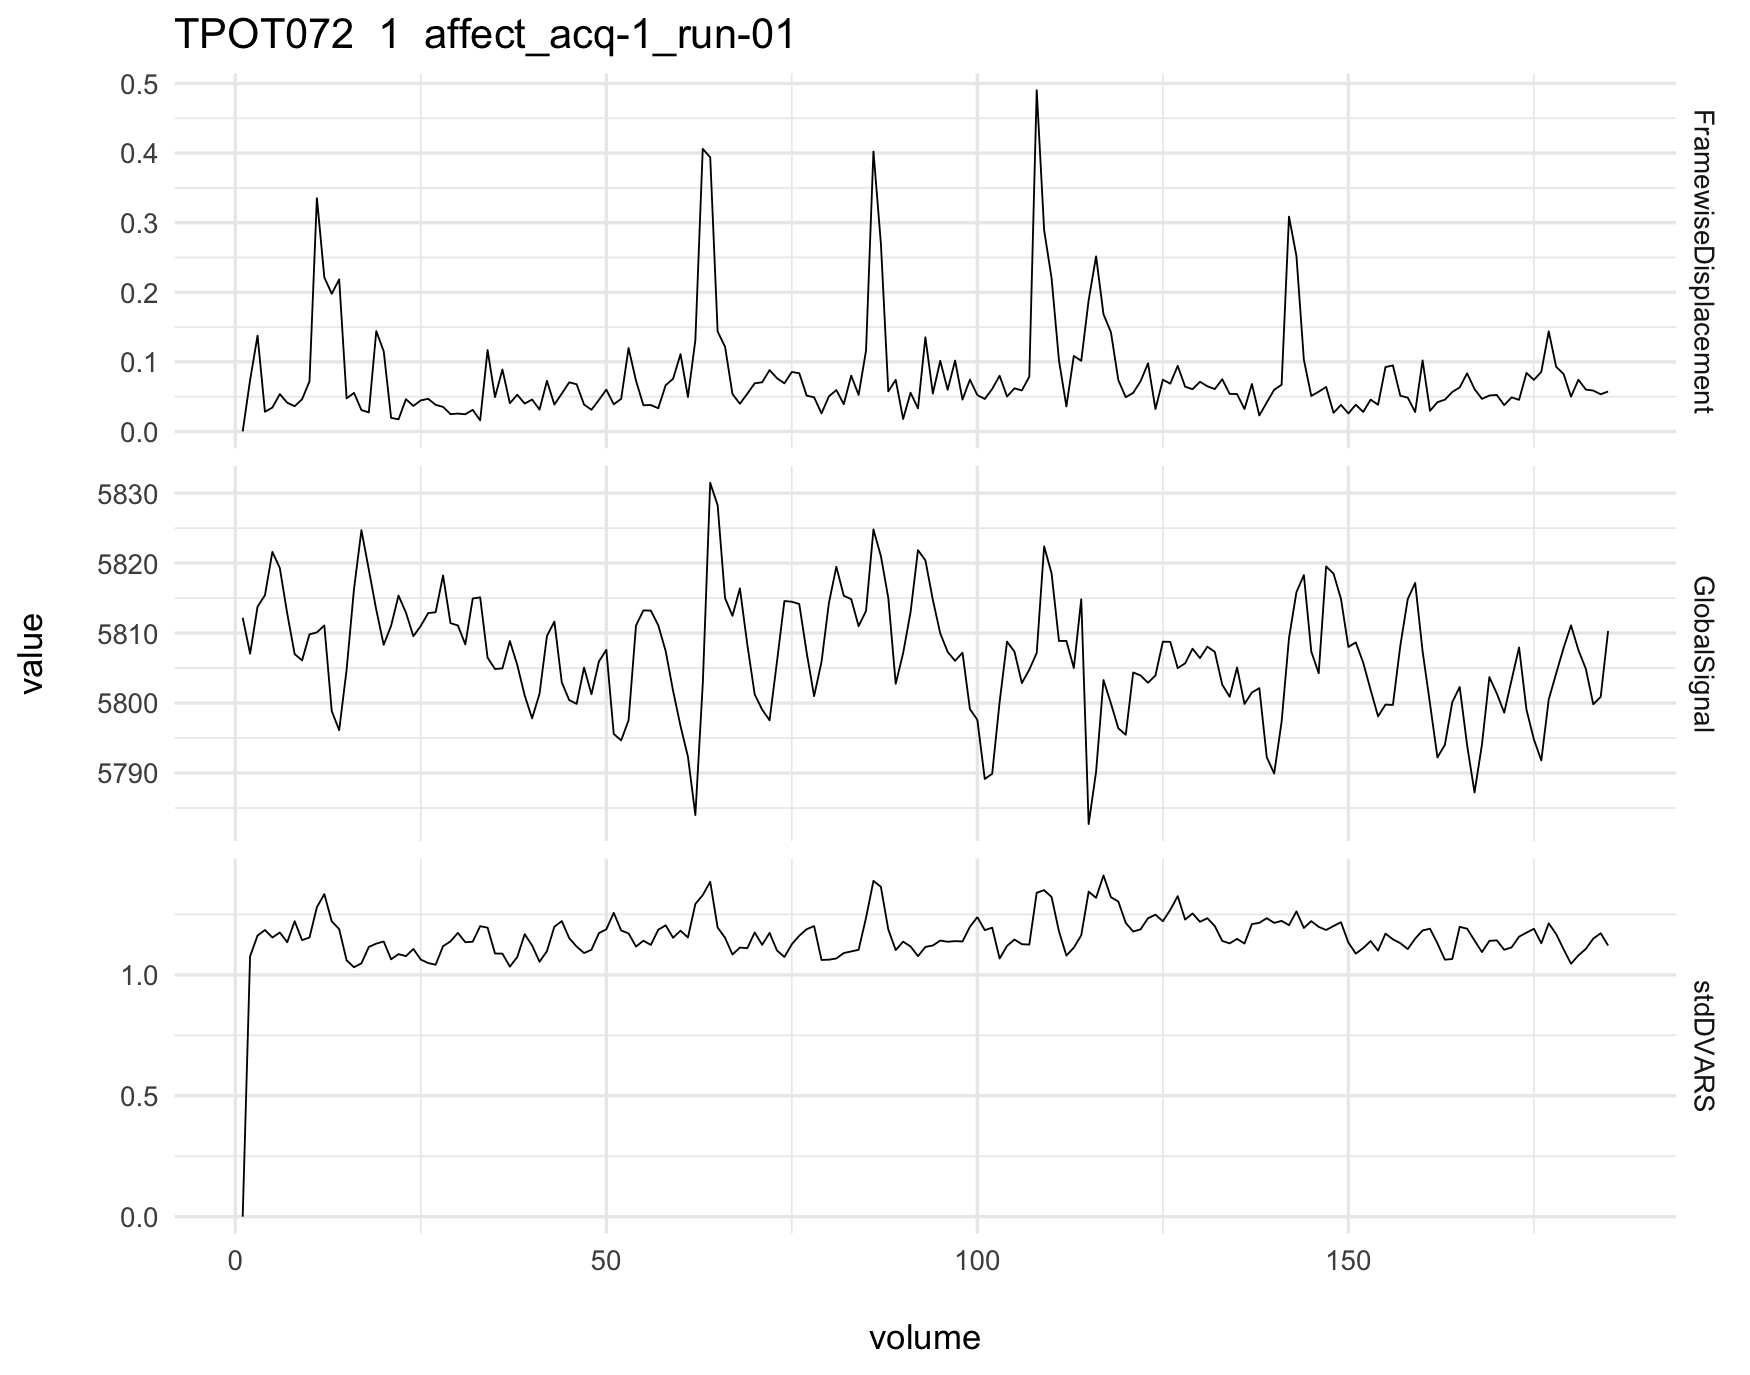 TPOT072  1  affect_acq-1_run-01
value
0.5
0.4
0.3
0.2
0.1
0.0
FramewiseDisplacement
5830
5820
5810
5800
5790
GlobalSignal
1.0
0.5
0.0
stdDVARS
0 50 100 150
volume